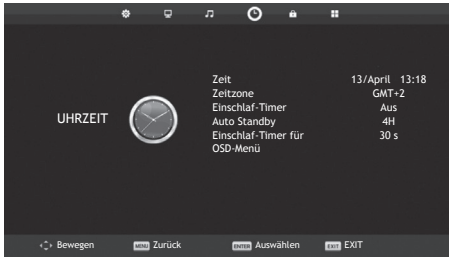 UHRZEIT
Zeit 13/April 13:18
Zeitzone GMT+2
Einschlaf-Timer Aus
Auto Standby 4H
Einschlaf-Timer für 30 s
OSD-Menü
Bewegen MENU Zurück ENTER Auswählen EXIT EXIT